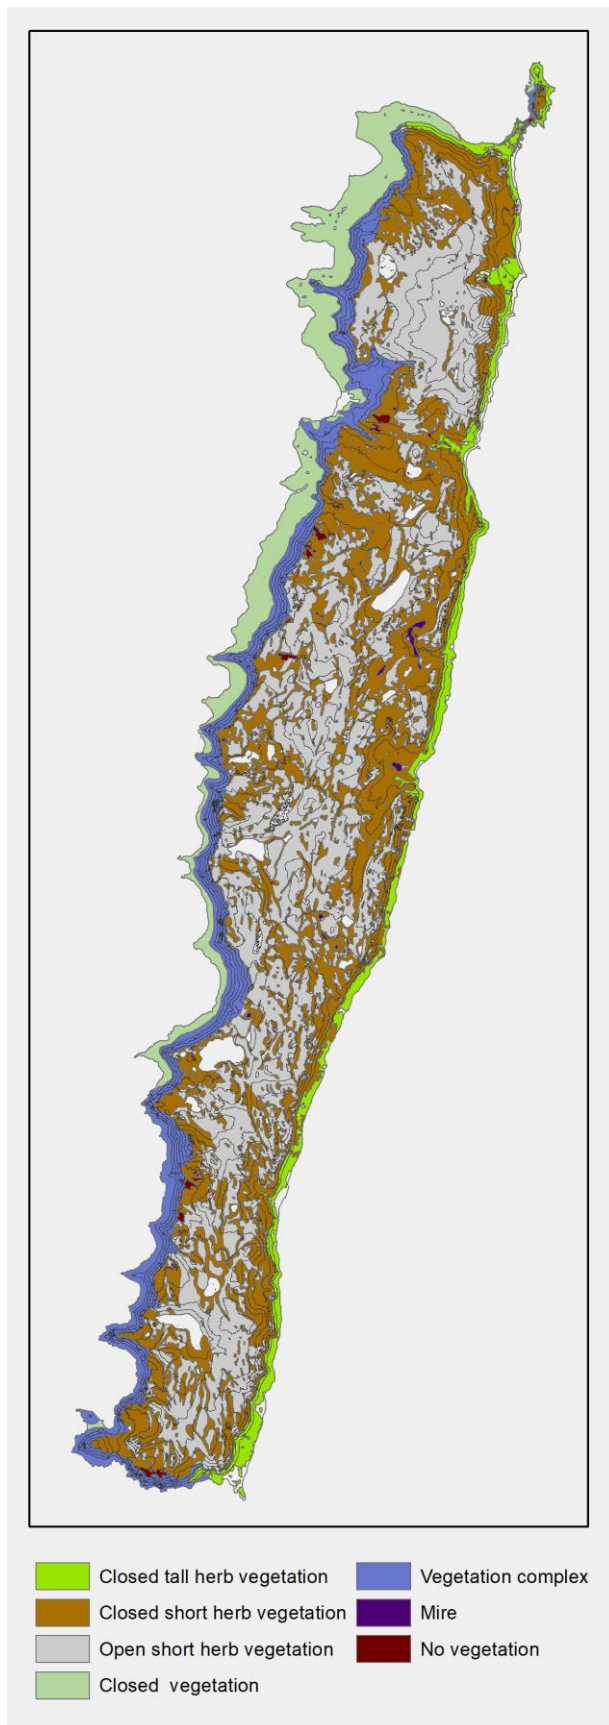 Closed tall herb vegetation
Closed short herb vegetation
Open short herb vegetation
Closed vegetation
Vegetation complex
Mire
No vegetation